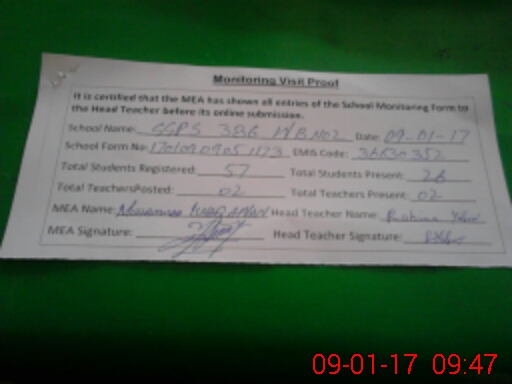 Monitoring Visit Proof
It is certified that the MEA has shown all entries of the School Monitoring Form to
the Head Teacher before its online submission.
School Name: GGPS 386 WB NO2 Date: 09-01-17
School Form No: EMIS Code: 36630352
Total Students Registered: 57 Total Students Present: 26
Total TeachersPosted: 02 Total Teachers Present: 02
MEA Name: Head Teacher Name:
MEA Signature: Head Teacher Signature:
09-01-17 09:47